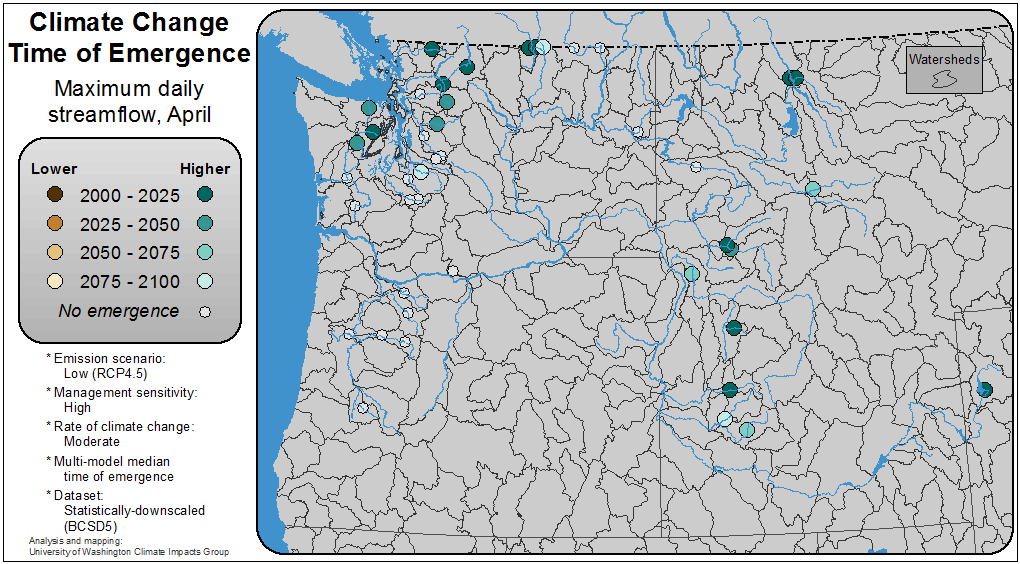 Climate Change
Time of Emergence
Maximum daily
streamflow, April
Lower Higher
2000 - 2025
2025 - 2050
2050 - 2075
2075 - 2100
No emergence
* Emission scenario:
Low (RCP4.5)
* Management sensitivity:
High
* Rate of climate change:
Moderate
* Multi-model median
time of emergence
* Dataset:
Statistically-downscaled
(BCSD5)
Analysis and mapping:
University of Washington Climate Impacts Group
Watersheds